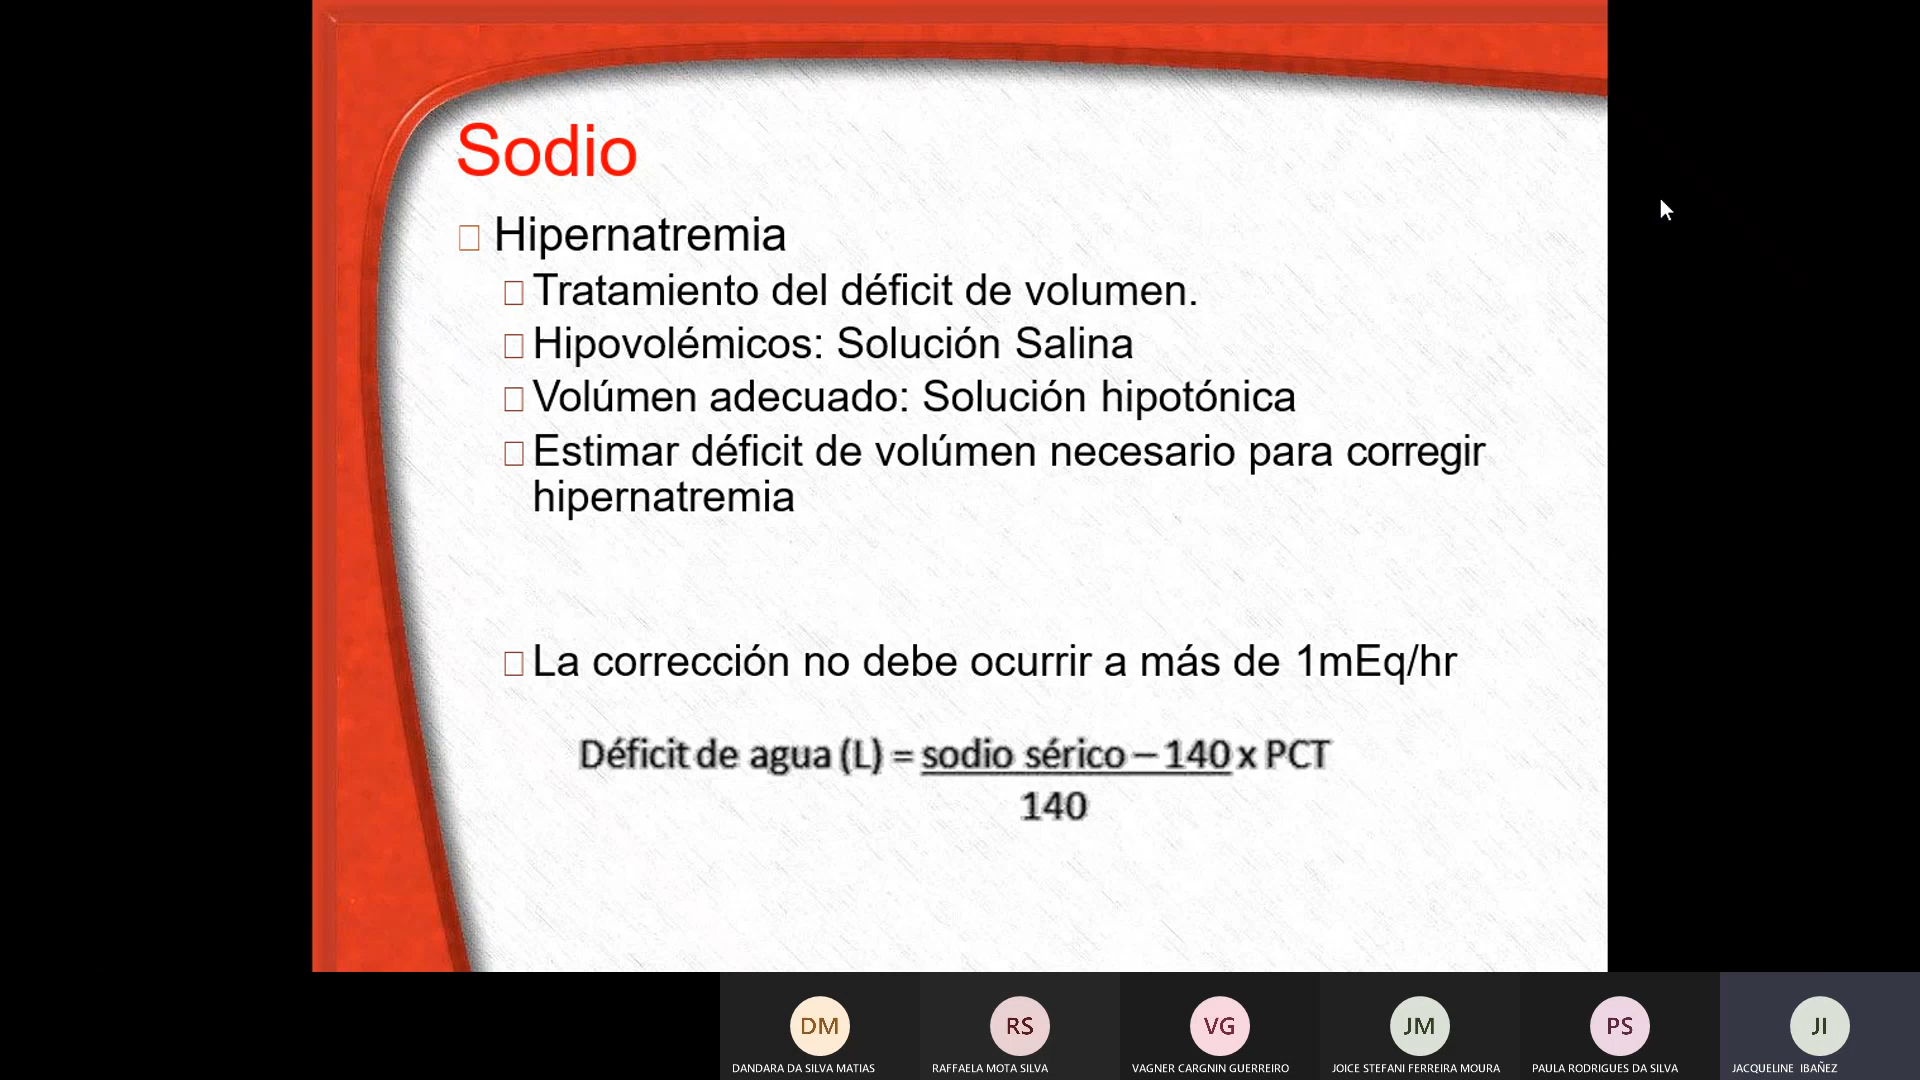 Sodio
Hipernatremia
Tratamiento del déficit de volumen.
Hipovolémicos: Solución Salina
Volúmen adecuado: Solución hipotónica
Estimar déficit de volúmen necesario para corregir
hipernatremia
La corrección no debe ocurrir a más de 1mEq/hr
Déficit de agua (L) = sodio sérico – 140 x PCT
140
DM
RS
VG
JM
PS
JI
DANDARA DA SILVA MATIAS
RAFFAELA MOTA SILVA
VAGNER CARGNIN GUERREIRO
JOICE STEFANI FERREIRA MOURA
PAULA RODRIGUES DA SILVA
JACQUELINE IBAÑEZ